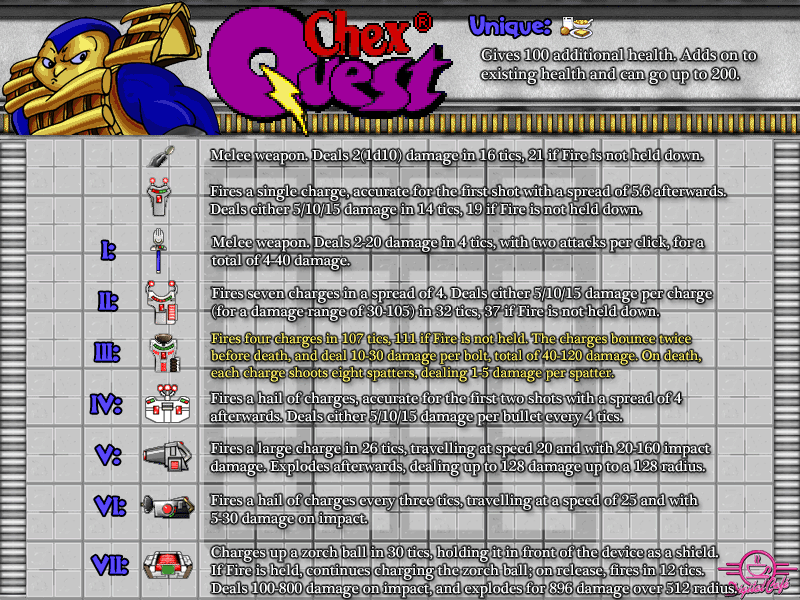 Chex®
Quest
Unique:
Gives 100 additional health. Adds on to
existing health and can go up to 200.
Melee weapon. Deals 2(1d10) damage in 16 tics, 21 if Fire is not held down.
Fires a single charge, accurate for the first shot with a spread of 5.6 afterwards.
Deals either 5/10/15 damage in 14 tics, 19 if Fire is not held down.
I:
Melee weapon. Deals 2-20 damage in 4 tics, with two attacks per click, for a
total of 4-40 damage.
II:
Fires seven charges in a spread of 4. Deals either 5/10/15 damage per charge
(for a damage range of 30-105) in 32 tics, 37 if Fire is not held down.
III:
Fires four charges in 107 tics, 111 if Fire is not held. The charges bounce twice
before death, and deal 10-30 damage per bolt, total of 40-120 damage. On death,
each charge shoots eight spatters, dealing 1-5 damage per spatter.
IV:
Fires a hail of charges, accurate for the first two shots with a spread of 4
afterwards. Deals either 5/10/15 damage per bullet every 4 tics.
V:
Fires a large charge in 26 tics, travelling at speed 20 and with 20-160 impact
damage. Explodes afterwards, dealing up to 128 damage up to a 128 radius.
VI:
Fires a hail of charges every three tics, travelling at a speed of 25 and with
5-30 damage on impact.
VII:
Charges up a zorch ball in 30 tics, holding it in front of the device as a shield.
If Fire is held, continues charging the zorch ball; on release, fires in 12 tics.
Deals 100-800 damage on impact, and explodes for 896 damage over 512 radius.